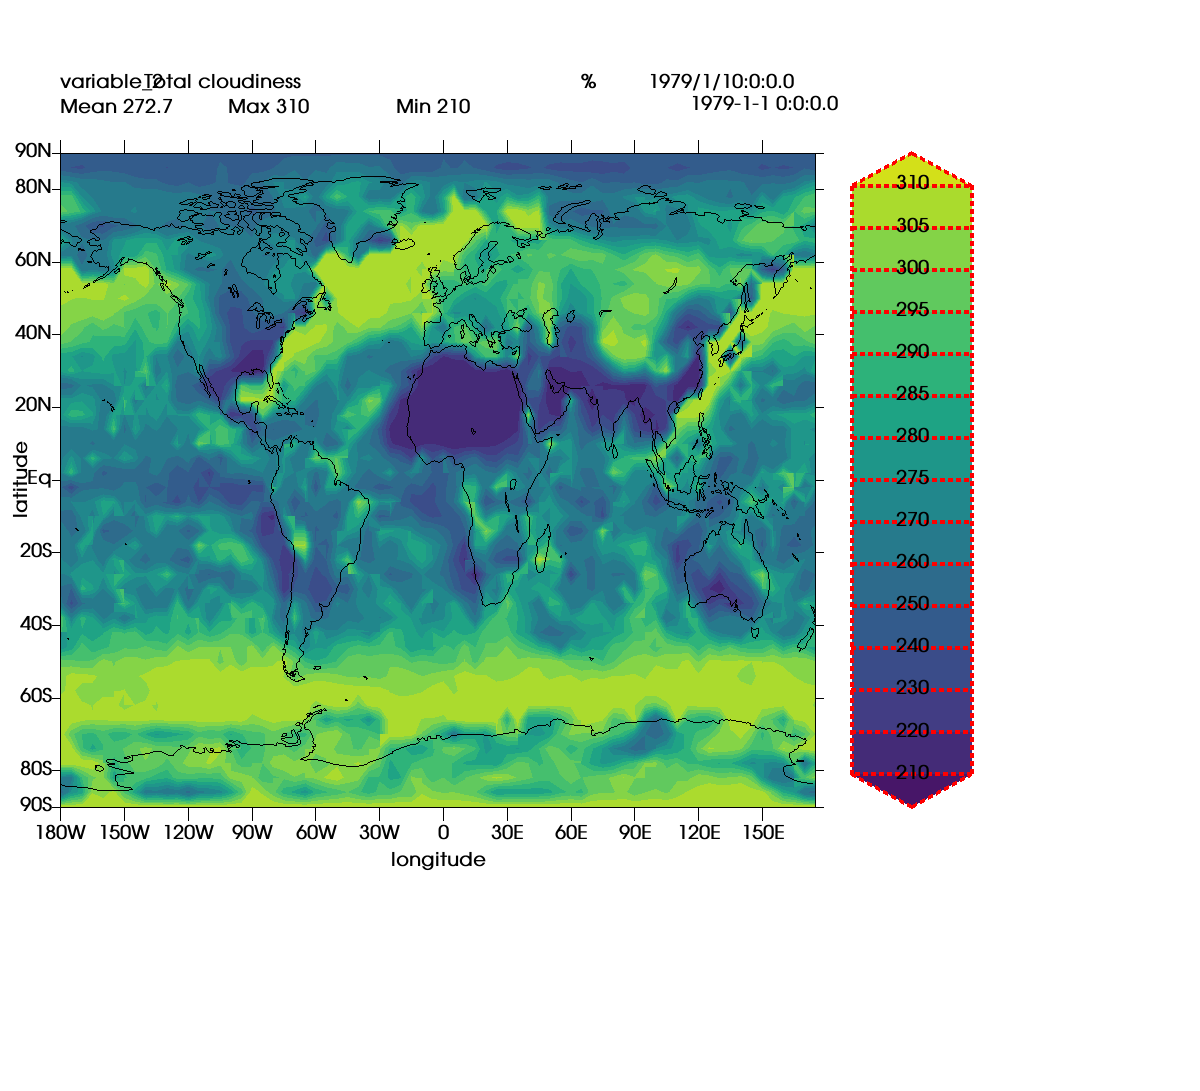 variable_2 Total cloudiness % 1979/1/10:0:0.0
Mean 272.7 Max 310 Min 210 1979-1-1 0:0:0.0
90N
80N
60N
40N
20N
Eq
20S
40S
60S
80S
90S
latitude
180W 150W 120W 90W 60W 30W 0 30E 60E 90E 120E 150E
longitude
310
305
300
295
290
285
280
275
270
260
250
240
230
220
210